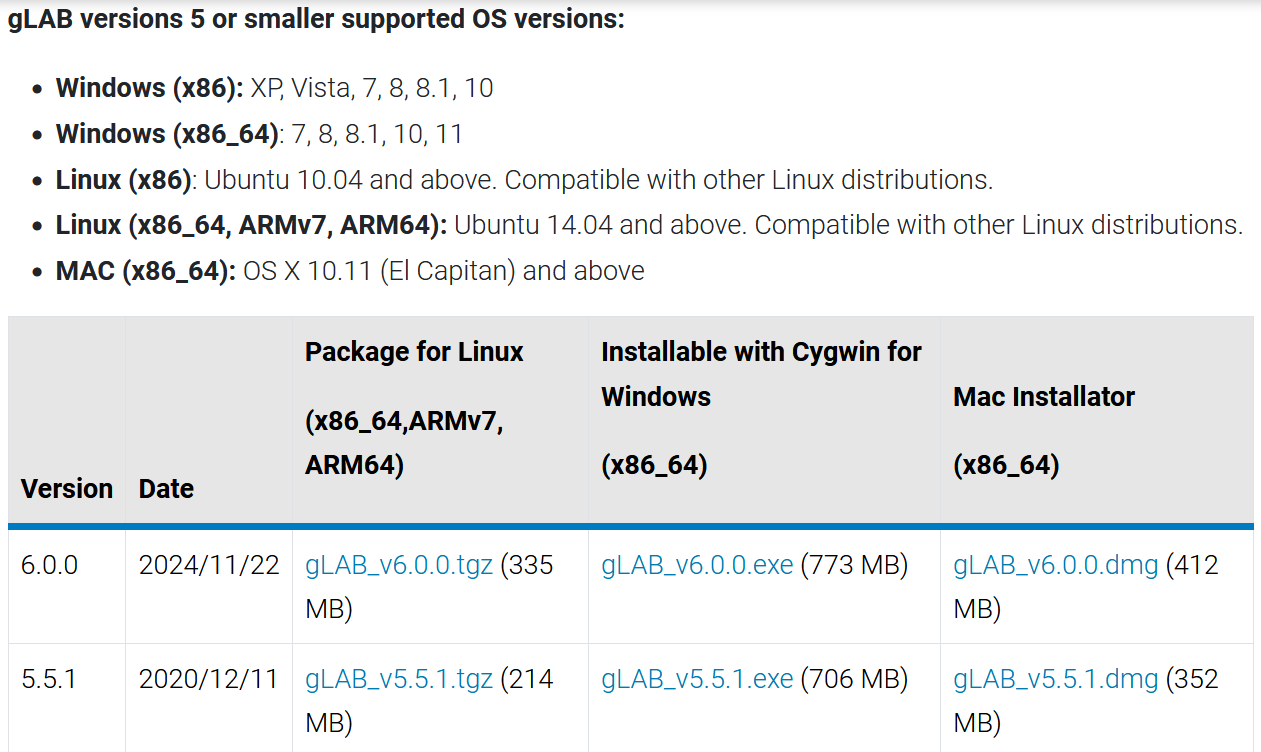 gLAB versions 5 or smaller supported OS versions:
• Windows (x86): XP, Vista, 7, 8, 8.1, 10
• Windows (x86_64): 7, 8, 8.1, 10, 11
• Linux (x86): Ubuntu 10.04 and above. Compatible with other Linux distributions.
• Linux (x86_64, ARMv7, ARM64): Ubuntu 14.04 and above. Compatible with other Linux distributions.
• MAC (x86_64): OS X 10.11 (El Capitan) and above
Version
Date
Package for Linux
(x86_64,ARMv7,
ARM64)
Installable with Cygwin for
Windows
(x86_64)
Mac Installator
(x86_64)
6.0.0
2024/11/22
gLAB_v6.0.0.tgz (335
MB)
gLAB_v6.0.0.exe (773 MB)
gLAB_v6.0.0.dmg (412
MB)
5.5.1
2020/12/11
gLAB_v5.5.1.tgz (214
MB)
gLAB_v5.5.1.exe (706 MB)
gLAB_v5.5.1.dmg (352
MB)